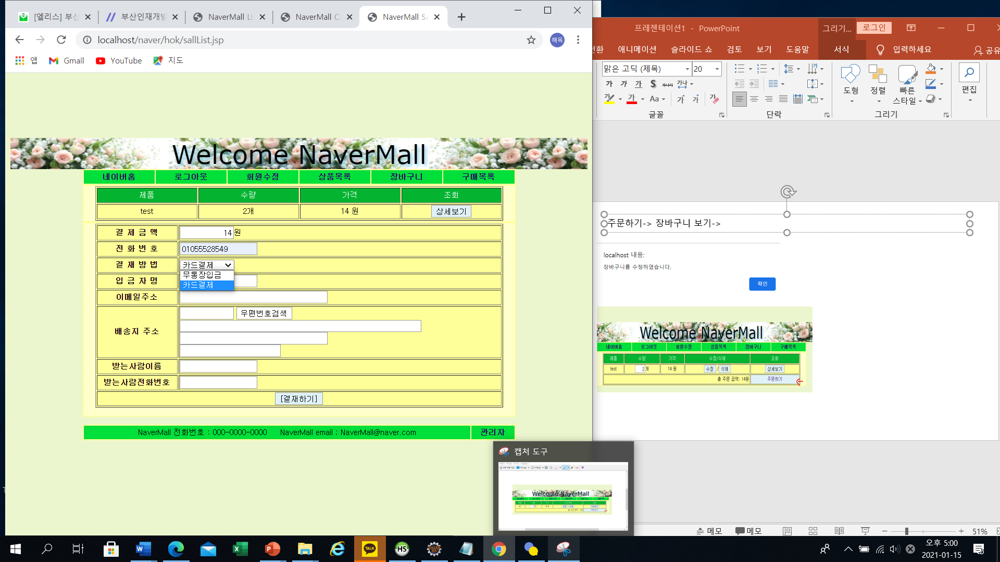 [엘리스] 부산
부산인재개발
NaverMall Li
NaverMall Ca
NaverMall Sa
localhost/naver/hok/sallList.jsp
해옥
앱
Gmail
YouTube
지도
Welcome NaverMall
네이버홈 로그아웃 회원수정 상품목록 장바구니 구매목록
제품 수량 가격 조회
test 2개 14 원 상세보기
결 제 금 액 14 원
전 화 번 호 01055528549
결 재 방 법 카드결제
무통장입금
카드결제
입 금 자 명
이메일주소
배송지 주소 우편번호검색
받는사람이름
받는사람전화번호
[결재하기]
NaverMall 전화번호 : 000-0000-0000 NaverMall email : NaverMall@naver.com 관리자
프레젠테이션1 - PowerPoint
그리기...
로그인
전환 애니메이션 슬라이드 쇼 검토 보기 도움말 서식 입력하세요 공유
맑은 고딕 (제목) 20
가 가 가 S 가나다 가나
가 가 Aa 가 가 가
글꼴
단락
도형
정렬
빠른
스타일
그리기
편집
주문하기-> 장바구니 보기->
localhost 내용:
장바구니를 수정하였습니다.
확인
Welcome NaverMall
네이버홈 로그아웃 회원수정 상품목록 장바구니 구매목록
제품 수량 가격 수정/삭제 조회
test 2개 14 원 수정 / 삭제 상세보기
총 주문 금액: 14원 주문하기
캡처 도구
Welcome NaverMall
메모
메모
51%
TALK
HS
오후 5:00
2021-01-15